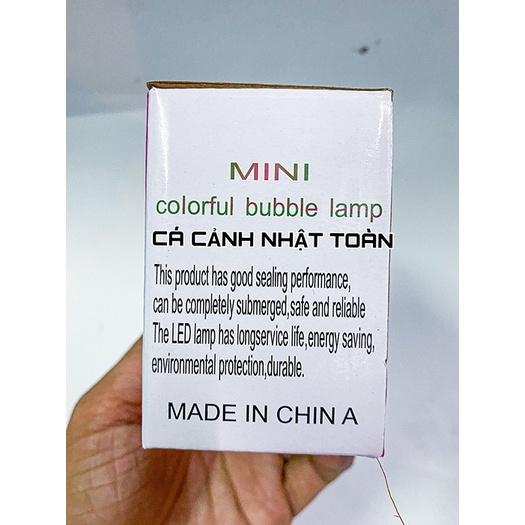 MINI
colorful bubble lamp
CÁ CẢNH NHẬT TOÀN
This product has good sealing performance,
can be completely submerged,safe and reliable
The LED lamp has longservice life,energy saving,
environmental protection,durable.
MADE IN CHIN A